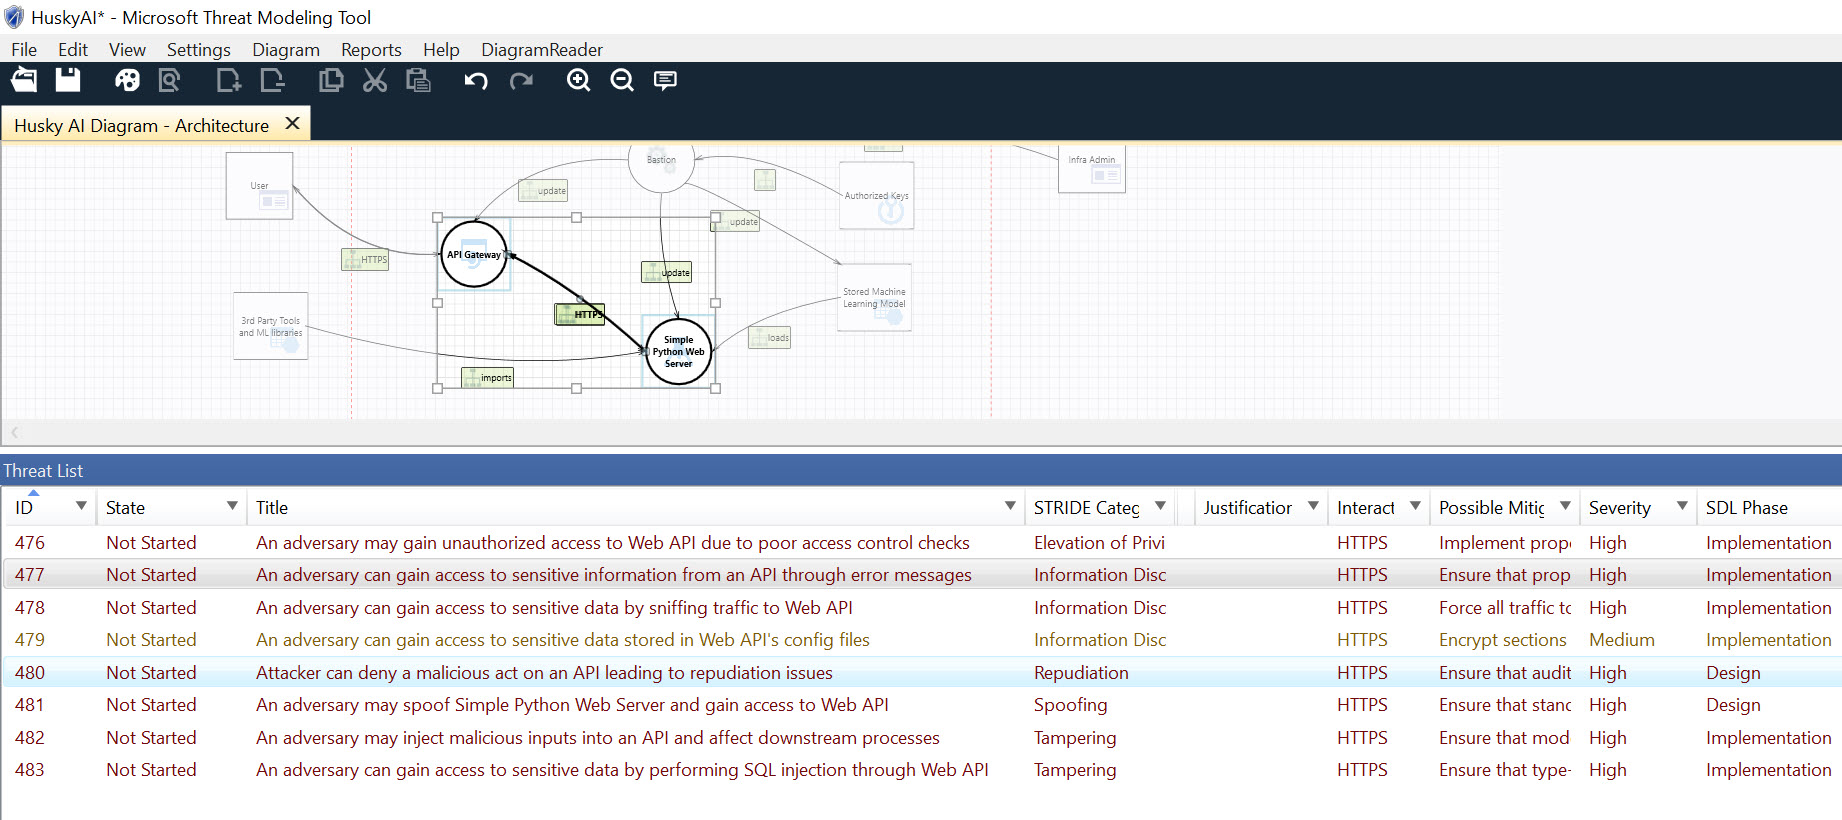 HuskyAI* - Microsoft Threat Modeling Tool
File Edit View Settings Diagram Reports Help DiagramReader
Husky AI Diagram - Architecture
Bastion
Infra Admin
User
update
Authorized Keys
update
API Gateway
HTTPS
update
Stored Machine
Learning Model
HTTPS
3rd Party Tools
and ML libraries
loads
Simple
Python Web
Server
imports
Threat List
ID State Title STRIDE Categ Justification Interact Possible Mitig Severity SDL Phase
476 Not Started An adversary may gain unauthorized access to Web API due to poor access control checks Elevation of Privi HTTPS Implement prope High Implementation
477 Not Started An adversary can gain access to sensitive information from an API through error messages Information Disc HTTPS Ensure that prop High Implementation
478 Not Started An adversary can gain access to sensitive data by sniffing traffic to Web API Information Disc HTTPS Force all traffic to High Implementation
479 Not Started An adversary can gain access to sensitive data stored in Web API's config files Information Disc HTTPS Encrypt sections Medium Implementation
480 Not Started Attacker can deny a malicious act on an API leading to repudiation issues Repudiation HTTPS Ensure that audit High Design
481 Not Started An adversary may spoof Simple Python Web Server and gain access to Web API Spoofing HTTPS Ensure that stanc High Design
482 Not Started An adversary may inject malicious inputs into an API and affect downstream processes Tampering HTTPS Ensure that mod High Implementation
483 Not Started An adversary can gain access to sensitive data by performing SQL injection through Web API Tampering HTTPS Ensure that type- High Implementation